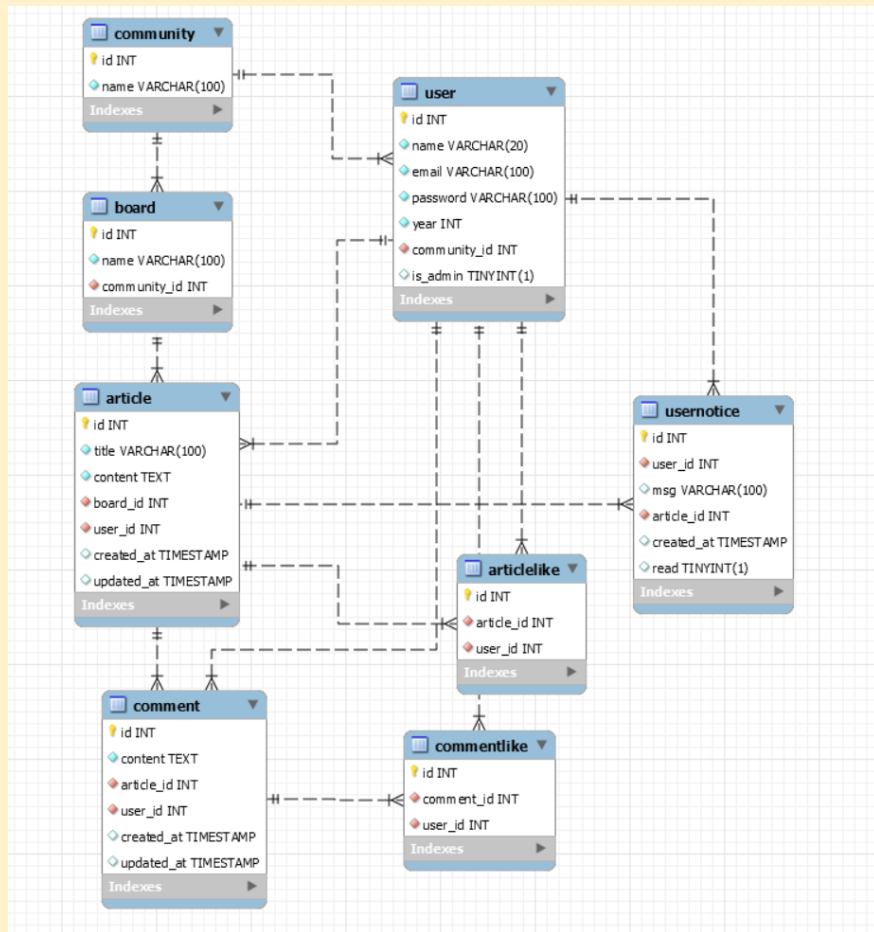 community
id INT
name VARCHAR(100)
Indexes
user
id INT
name VARCHAR(20)
email VARCHAR(100)
password VARCHAR(100)
year INT
community_id INT
is_admin TINYINT(1)
Indexes
board
id INT
name VARCHAR(100)
community_id INT
Indexes
article
id INT
title VARCHAR(100)
content TEXT
board_id INT
user_id INT
created_at TIMESTAMP
updated_at TIMESTAMP
Indexes
usernotice
id INT
user_id INT
msg VARCHAR(100)
article_id INT
created_at TIMESTAMP
read TINYINT(1)
Indexes
articlelike
id INT
article_id INT
user_id INT
Indexes
comment
id INT
content TEXT
article_id INT
user_id INT
created_at TIMESTAMP
updated_at TIMESTAMP
Indexes
commentlike
id INT
comment_id INT
user_id INT
Indexes